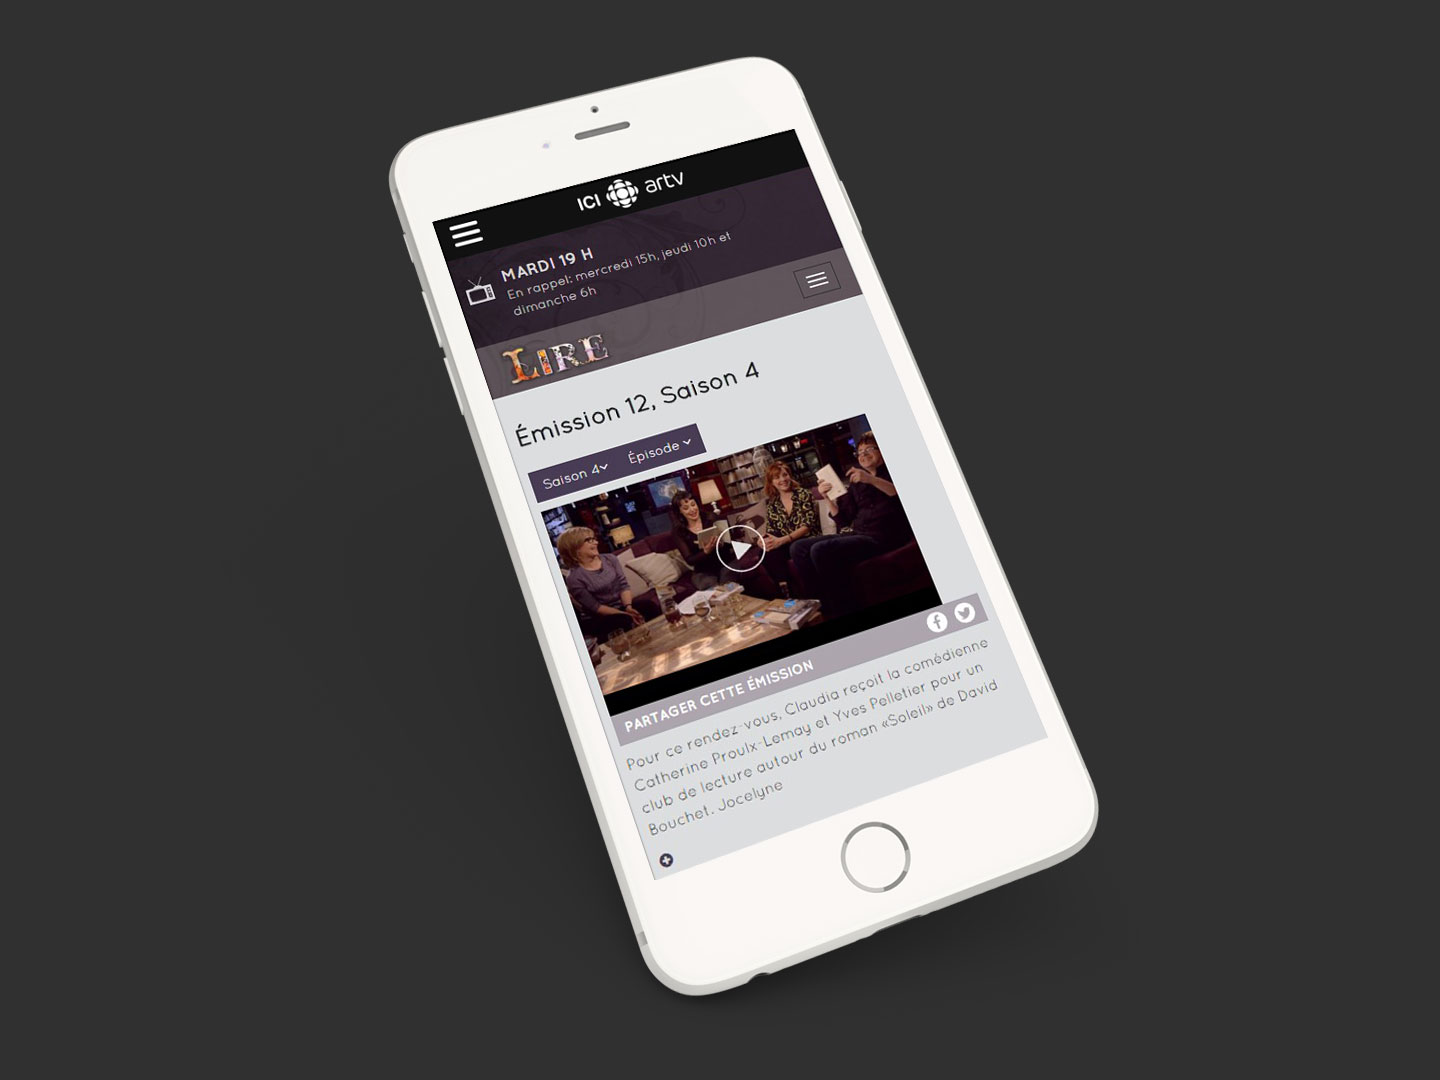 ICI artv
MARDI 19 H
En rappel: mercredi 15h, jeudi 10h et
dimanche 6h
LIRE
Émission 12, Saison 4
Saison 4 Épisode
PARTAGER CETTE ÉMISSION
Pour ce rendez-vous, Claudia reçoit la comédienne
Catherine Proulx-Lemay et Yves Pelletier pour un
club de lecture autour du roman «Soleil» de David
Bouchet. Jocelyne